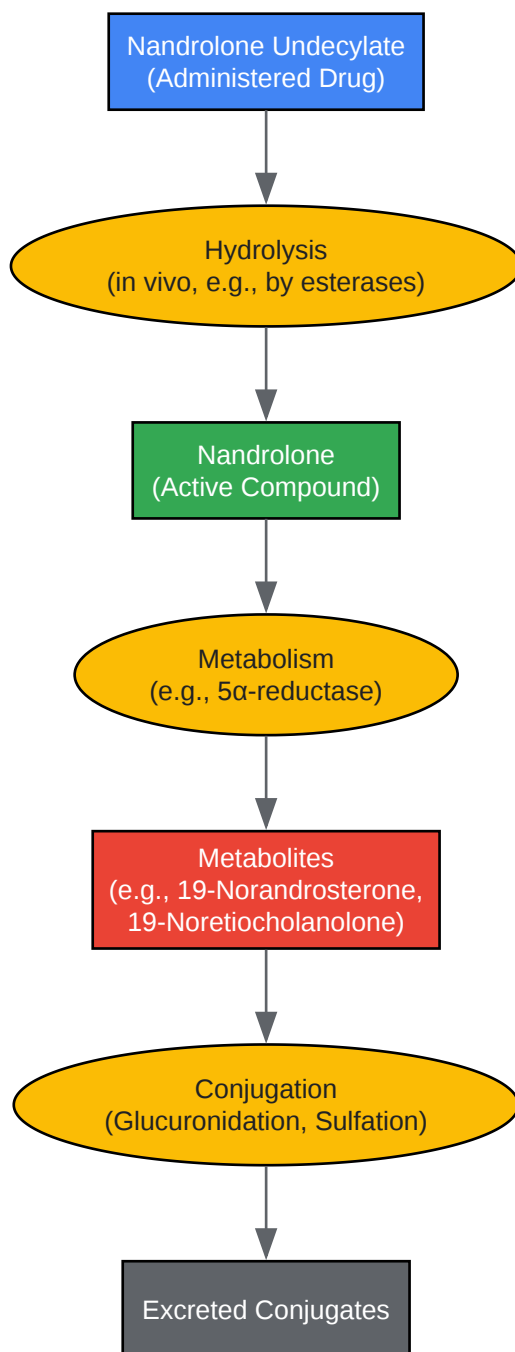 Nandrolone Undecylate
(Administered Drug)
Hydrolysis
(in vivo, e.g., by esterases)
Nandrolone
(Active Compound)
Metabolism
(e.g., 5α-reductase)
Metabolites
(e.g., 19-Norandrosterone,
19-Noretiocholanolone)
Conjugation
(Glucuronidation, Sulfation)
Excreted Conjugates